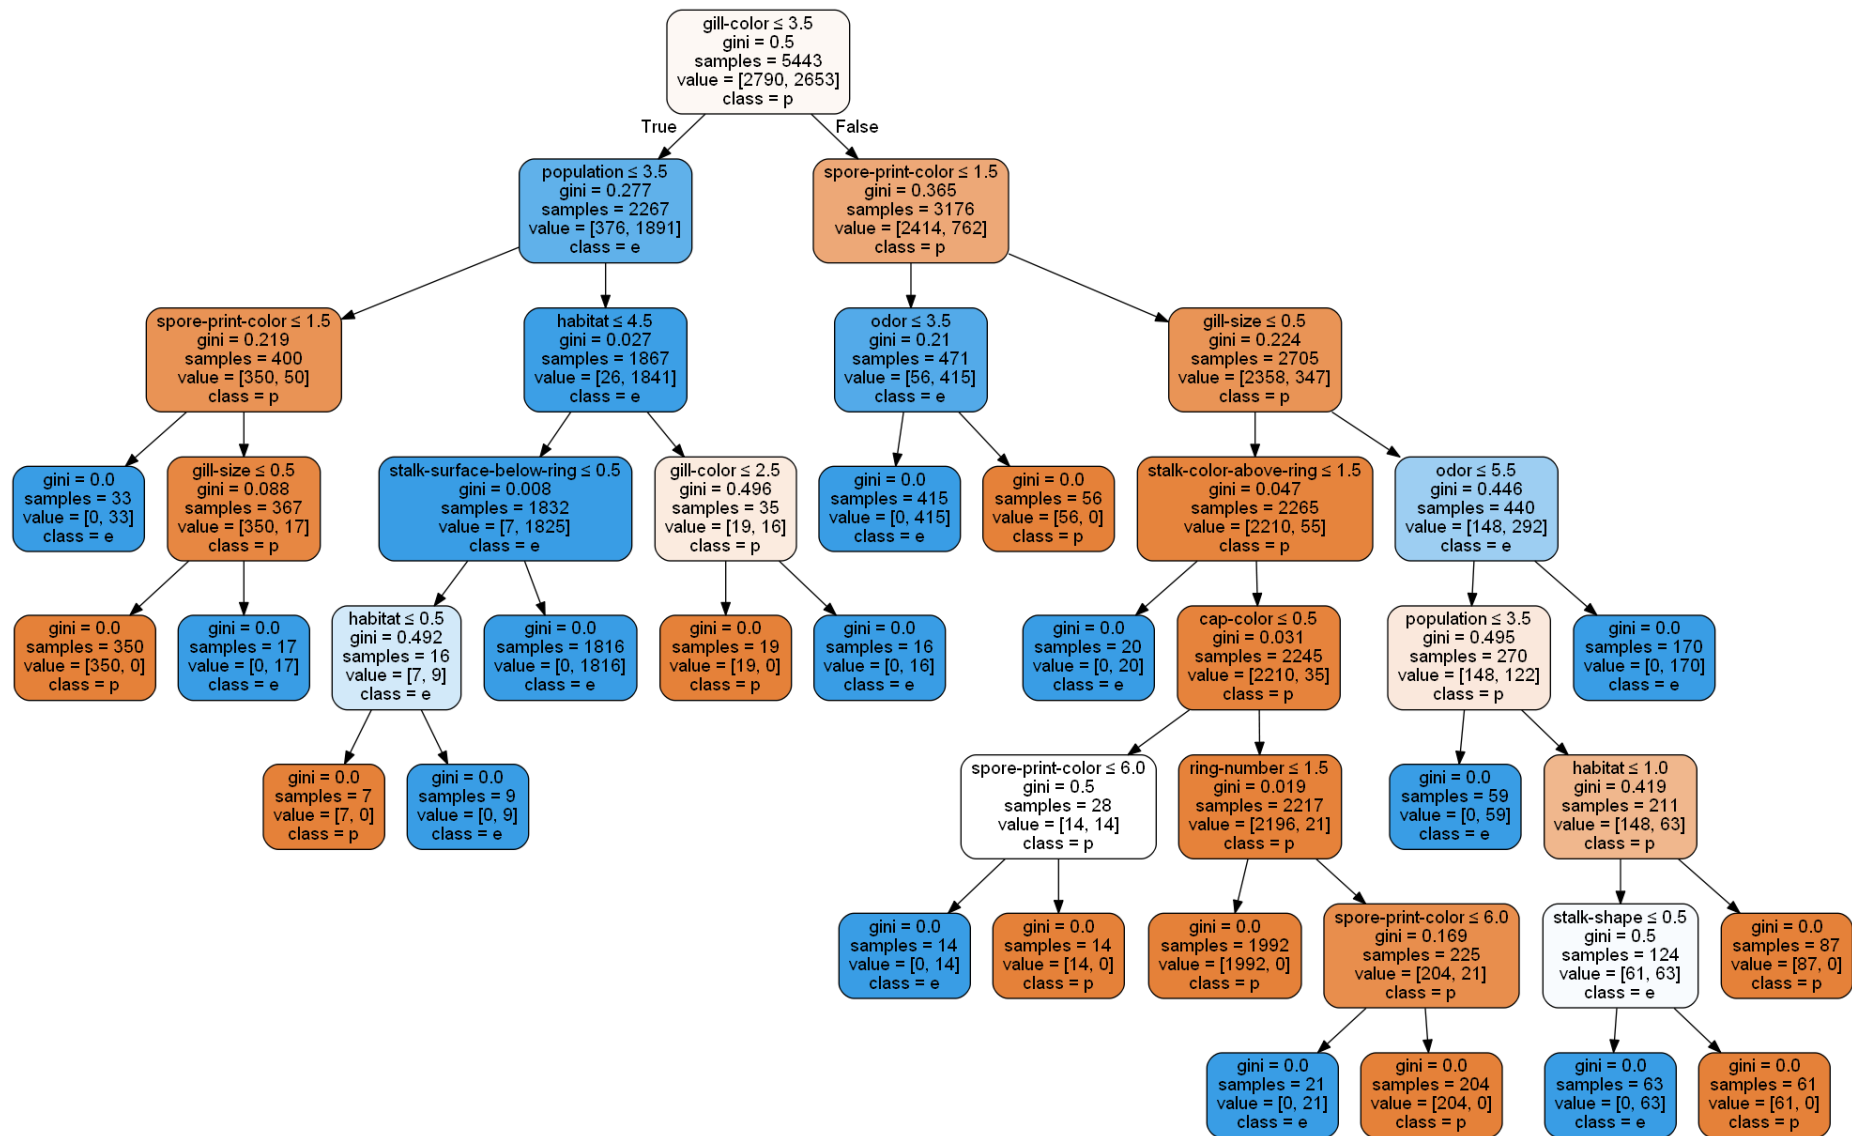 gill-color ≤ 3.5
gini = 0.5
samples = 5443
value = [2790, 2653]
class = p
True
False
population ≤ 3.5
gini = 0.277
samples = 2267
value = [376, 1891]
class = e
spore-print-color ≤ 1.5
gini = 0.365
samples = 3176
value = [2414, 762]
class = p
spore-print-color ≤ 1.5
gini = 0.219
samples = 400
value = [350, 50]
class = p
habitat ≤ 4.5
gini = 0.027
samples = 1867
value = [26, 1841]
class = e
odor ≤ 3.5
gini = 0.21
samples = 471
value = [56, 415]
class = e
gill-size ≤ 0.5
gini = 0.224
samples = 2705
value = [2358, 347]
class = p
gini = 0.0
samples = 33
value = [0, 33]
class = e
gill-size ≤ 0.5
gini = 0.088
samples = 367
value = [350, 17]
class = p
stalk-surface-below-ring ≤ 0.5
gini = 0.008
samples = 1832
value = [7, 1825]
class = e
gill-color ≤ 2.5
gini = 0.496
samples = 35
value = [19, 16]
class = p
gini = 0.0
samples = 415
value = [0, 415]
class = e
gini = 0.0
samples = 56
value = [56, 0]
class = p
stalk-color-above-ring ≤ 1.5
gini = 0.047
samples = 2265
value = [2210, 55]
class = p
odor ≤ 5.5
gini = 0.446
samples = 440
value = [148, 292]
class = e
gini = 0.0
samples = 350
value = [350, 0]
class = p
gini = 0.0
samples = 17
value = [0, 17]
class = e
habitat ≤ 0.5
gini = 0.492
samples = 16
value = [7, 9]
class = e
gini = 0.0
samples = 1816
value = [0, 1816]
class = e
gini = 0.0
samples = 19
value = [19, 0]
class = p
gini = 0.0
samples = 16
value = [0, 16]
class = e
gini = 0.0
samples = 20
value = [0, 20]
class = e
cap-color ≤ 0.5
gini = 0.031
samples = 2245
value = [2210, 35]
class = p
population ≤ 3.5
gini = 0.495
samples = 270
value = [148, 122]
class = p
gini = 0.0
samples = 170
value = [0, 170]
class = e
gini = 0.0
samples = 7
value = [7, 0]
class = p
gini = 0.0
samples = 9
value = [0, 9]
class = e
spore-print-color ≤ 6.0
gini = 0.5
samples = 28
value = [14, 14]
class = p
ring-number ≤ 1.5
gini = 0.019
samples = 2217
value = [2196, 21]
class = p
gini = 0.0
samples = 59
value = [0, 59]
class = e
habitat ≤ 1.0
gini = 0.419
samples = 211
value = [148, 63]
class = p
gini = 0.0
samples = 14
value = [0, 14]
class = e
gini = 0.0
samples = 14
value = [14, 0]
class = p
gini = 0.0
samples = 1992
value = [1992, 0]
class = p
spore-print-color ≤ 6.0
gini = 0.169
samples = 225
value = [204, 21]
class = p
stalk-shape ≤ 0.5
gini = 0.5
samples = 124
value = [61, 63]
class = e
gini = 0.0
samples = 87
value = [87, 0]
class = p
gini = 0.0
samples = 21
value = [0, 21]
class = e
gini = 0.0
samples = 204
value = [204, 0]
class = p
gini = 0.0
samples = 63
value = [0, 63]
class = e
gini = 0.0
samples = 61
value = [61, 0]
class = p